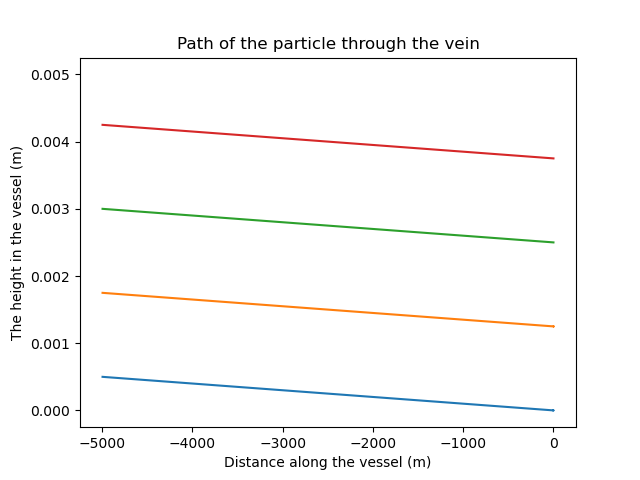 Path of the particle through the vein
0.005
0.004
0.003
0.002
0.001
0.000
The height in the vessel (m)
−5000 −4000 −3000 −2000 −1000 0
Distance along the vessel (m)